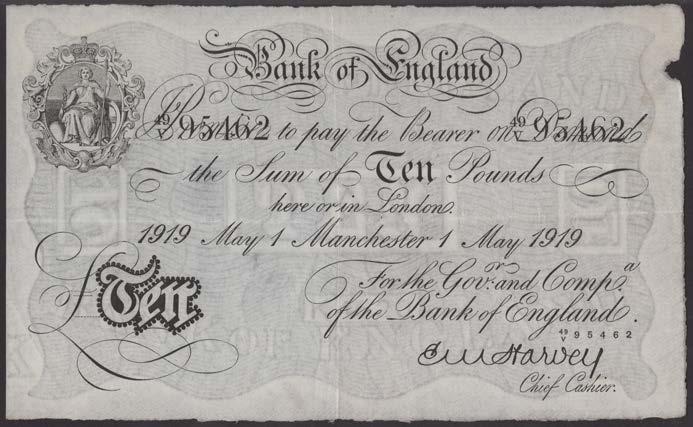 Bank of England
I Promise to pay the Bearer on Demand
49/V 95462 49/V 95462
the Sum of Ten Pounds
here or in London.
1919 May 1 Manchester 1 May 1919
£Ten
For the Govr. and Compa.
of the Bank of England.
49/V 95462
E M Harvey
Chief Cashier.